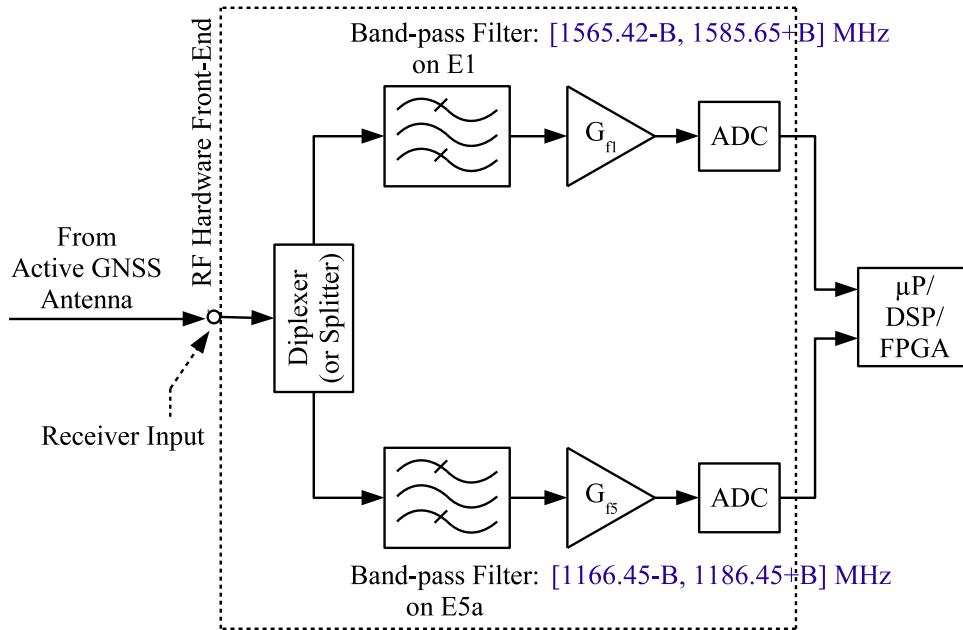 Band-pass Filter: [1565.42-B, 1585.65+B] MHz
on E1
RF Hardware Front-End
G f1
ADC
From
Active GNSS
Antenna
Diplexer
(or Splitter)
µP/
DSP/
FPGA
Receiver Input
G f5
ADC
Band-pass Filter: [1166.45-B, 1186.45+B] MHz
on E5a